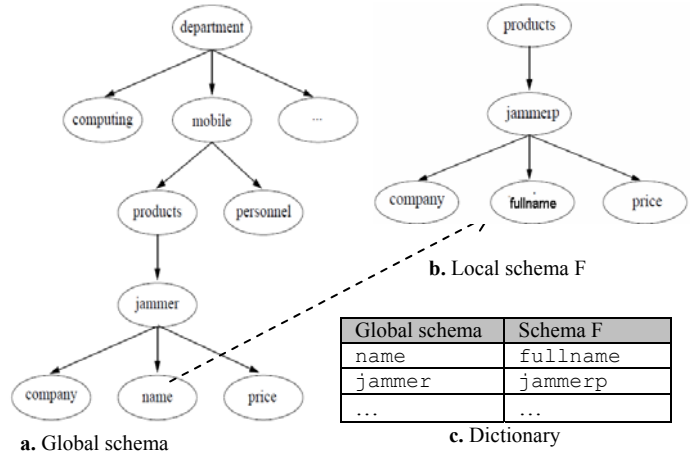 department
computing
mobile
...
products
personnel
jammer
company
name
price
a. Global schema
products
jammerp
company
fullname
price
b. Local schema F
Global schema Schema F
name fullname
jammer jammerp
... ...
c. Dictionary